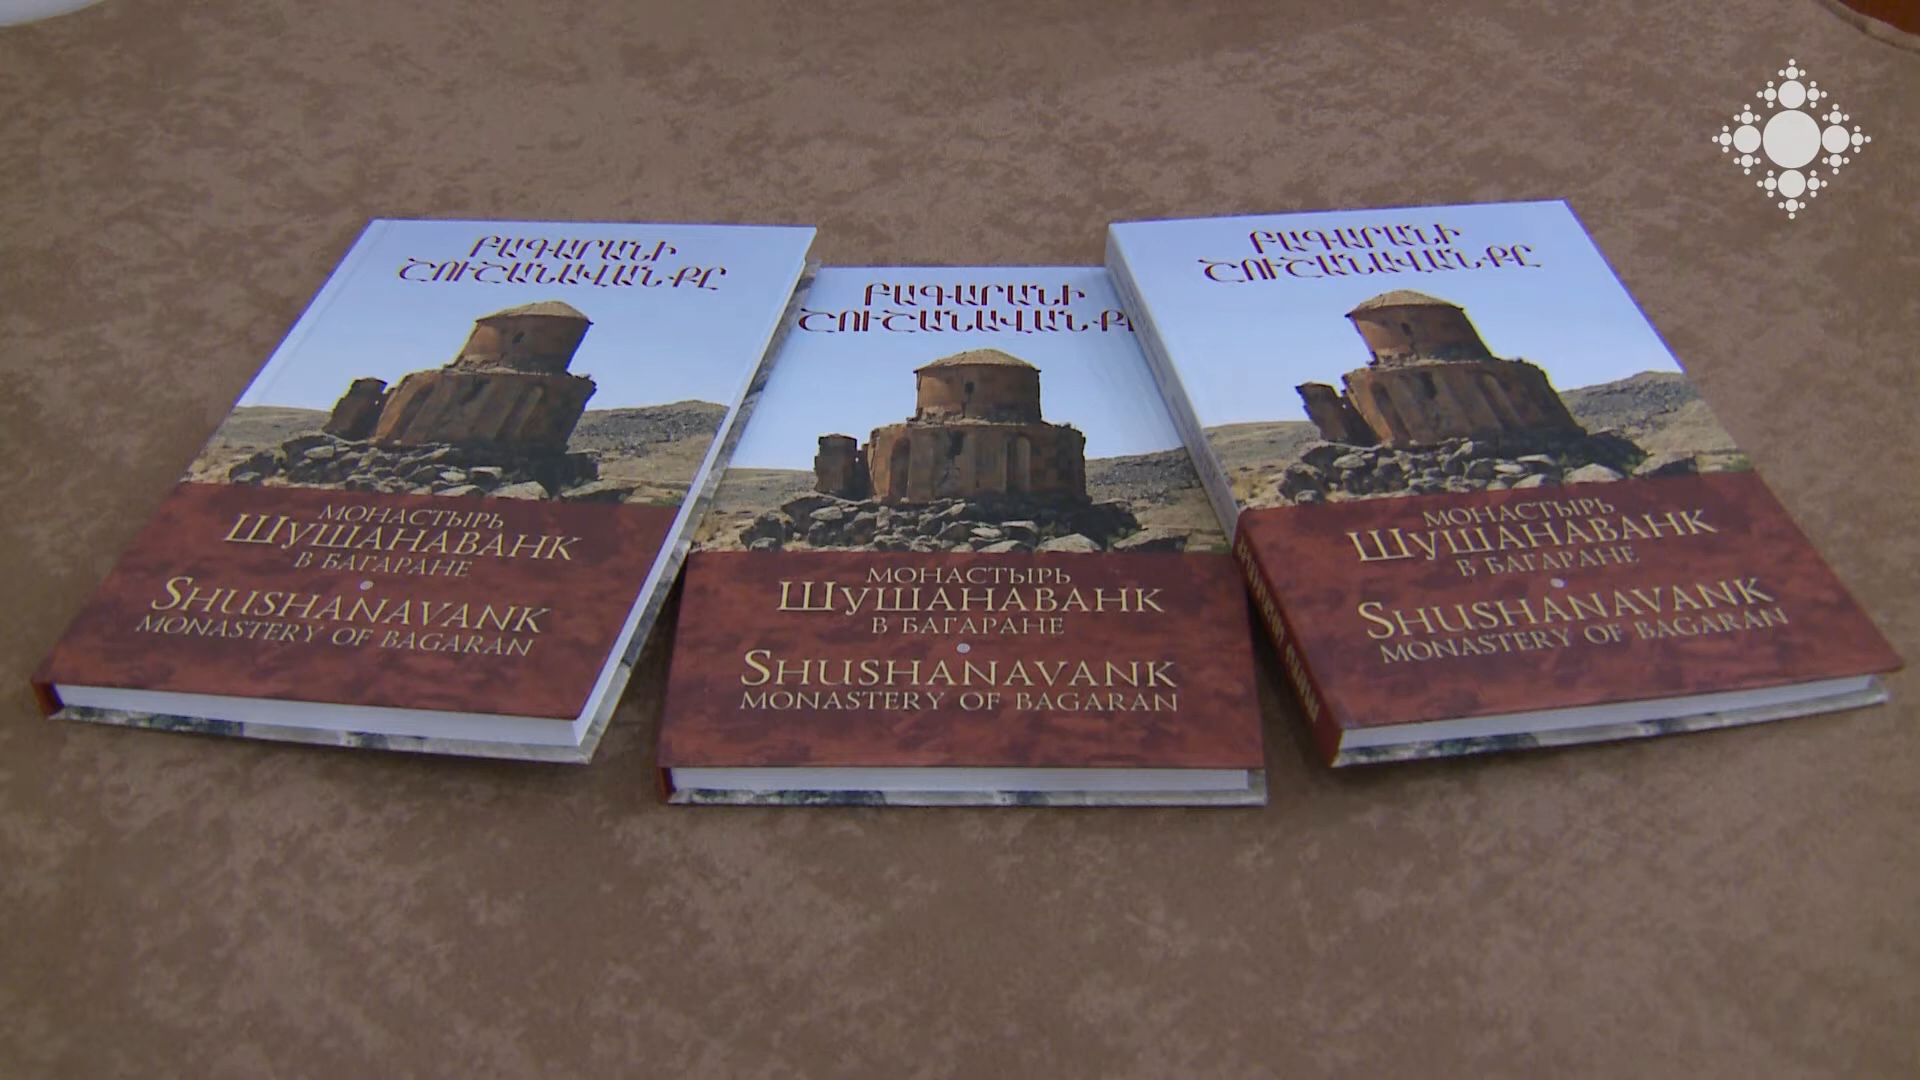 ԲԱԳԱՐԱՆԻ
ՇՈՒՇԱՆԱՎԱՆՔԸ
МОНАСТЫРЬ
ШУШАНАВАНК
В БАГАРАНЕ
SHUSHANAVANK
MONASTERY OF BAGARAN
ԲԱԳԱՐԱՆԻ
ՇՈՒՇԱՆԱՎԱՆՔ
МОНАСТЫРЬ
ШУШАНАВАНК
В БАГАРАНЕ
SHUSHANAVANK
MONASTERY OF BAGARAN
ԲԱԳԱՐԱՆԻ
ՇՈՒՇԱՆԱՎԱՆՔԸ
МОНАСТЫРЬ
ШУШАНАВАНК
В БАГАРАНЕ
SHUSHANAVANK
MONASTERY OF BAGARAN